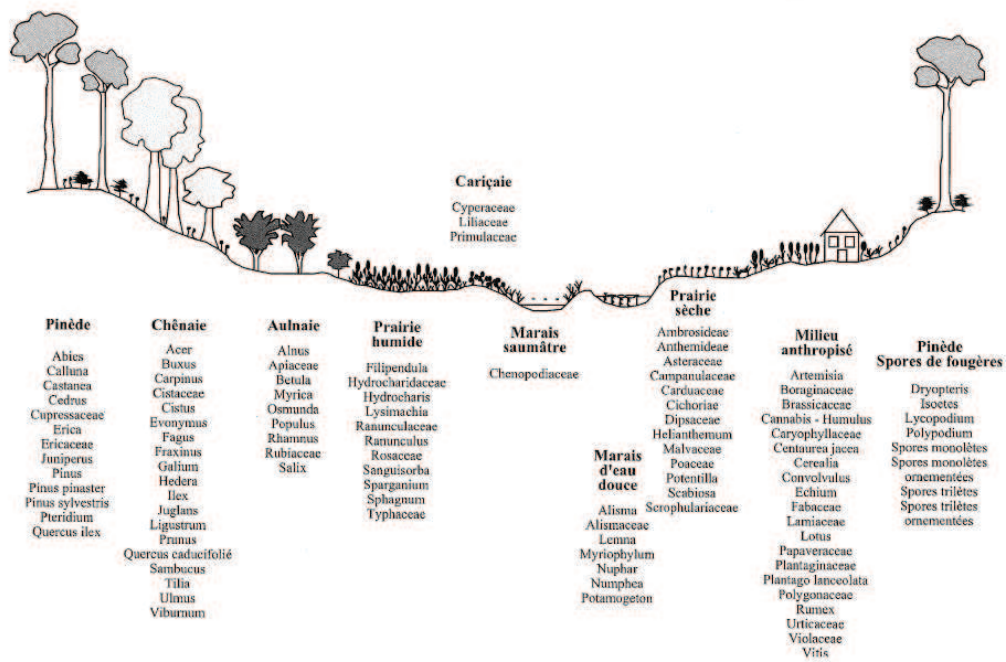 Cariçaie
Cyperaceae
Liliaceae
Primulaceae
Pinède
Abies
Calluna
Castanea
Cedrus
Cupressaceae
Erica
Ericaceae
Juniperus
Pinus
Pinus pinaster
Pinus sylvestris
Pteridium
Quercus ilex
Chênaie
Acer
Buxus
Carpinus
Cistaceae
Cistus
Evonymus
Fagus
Fraxinus
Galium
Hedera
Ilex
Juglans
Ligustrum
Prunus
Quercus caducifolié
Sambucus
Tilia
Ulmus
Viburnum
Aulnaie
Alnus
Apiaceae
Betula
Myrica
Osmunda
Populus
Rhamnus
Rubiaceae
Salix
Prairie
humide
Filipendula
Hydrocharidaceae
Hydrocharis
Lysimachia
Ranunculaceae
Ranunculus
Rosaceae
Sanguisorba
Sparganium
Sphagnum
Typhaceae
Marais
saumâtre
Chenopodiaceae
Marais
d'eau
douce
Alisma
Alismaceae
Lemna
Myriophylum
Nuphar
Numphea
Potamogeton
Prairie
sèche
Ambrosideae
Anthemideae
Asteraceae
Campanulaceae
Carduaceae
Cichoriae
Dipsaceae
Helianthemum
Malvaceae
Poaceae
Potentilla
Scabiosa
Scrophulariaceae
Milieu
anthropisé
Artemisia
Boraginaceae
Brassicaceae
Cannabis - Humulus
Caryophyllaceae
Centaurea jacea
Cerealia
Convolvulus
Echium
Fabaceae
Lamiaceae
Lotus
Papaveraceae
Plantaginaceae
Plantago lanceolata
Polygonaceae
Rumex
Urticaceae
Violaceae
Vitis
Pinède
Spores de fougères
Dryopteris
Isoetes
Lycopodium
Polypodium
Spores monolètes
Spores monolètes
ornementées
Spores trilètes
Spores trilètes
ornementées